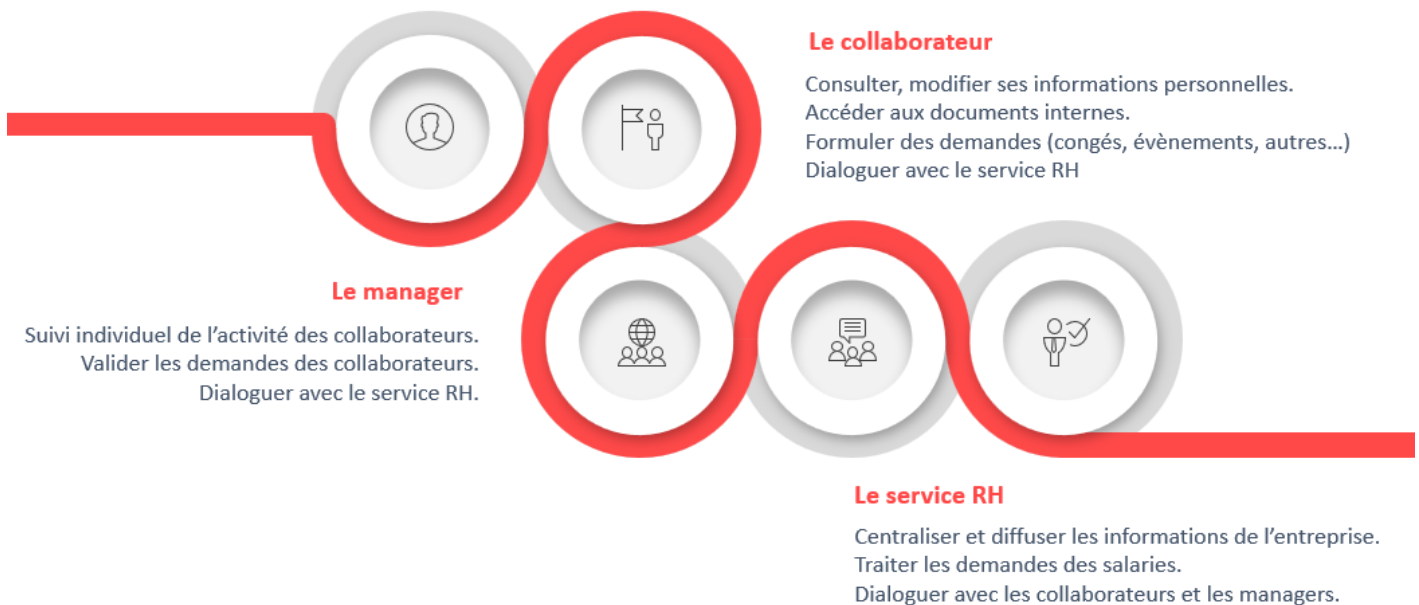 Le collaborateur
Consulter, modifier ses informations personnelles.
Accéder aux documents internes.
Formuler des demandes (congés, évènements, autres…)
Dialoguer avec le service RH
Le manager
Suivi individuel de l’activité des collaborateurs.
Valider les demandes des collaborateurs.
Dialoguer avec le service RH.
Le service RH
Centraliser et diffuser les informations de l’entreprise.
Traiter les demandes des salaries.
Dialoguer avec les collaborateurs et les managers.